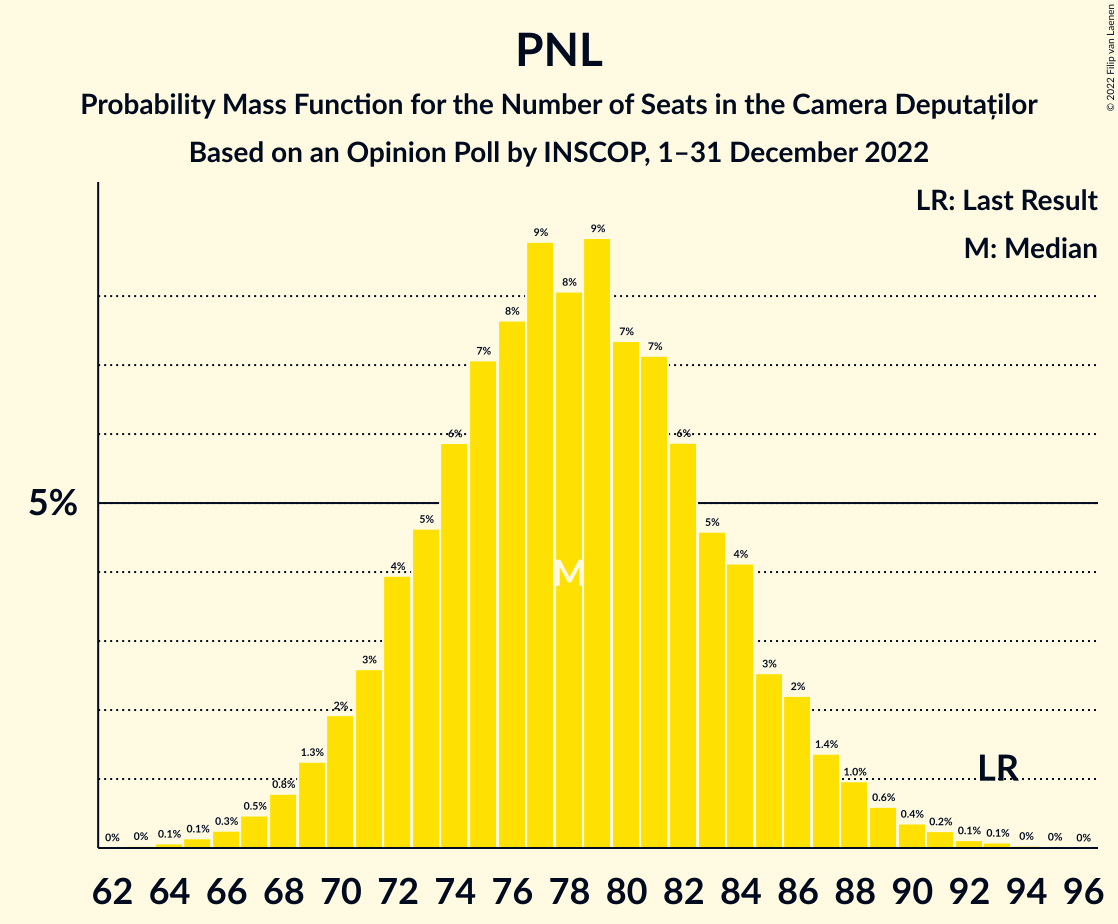 PNL
Probability Mass Function for the Number of Seats in the Camera Deputaților
Based on an Opinion Poll by INSCOP, 1–31 December 2022
© 2022 Filip van Laenen
LR: Last Result
M: Median
5%
0% 0% 0.1% 0.1% 0.3% 0.5% 0.8% 1.3% 2% 3% 4% 5% 6% 7% 8% 9% 8% 9% 7% 7% 6% 5% 4% 3% 2% 1.4% 1.0% 0.6% 0.4% 0.2% 0.1% 0.1% 0% 0% 0%
M
LR
62 64 66 68 70 72 74 76 78 80 82 84 86 88 90 92 94 96